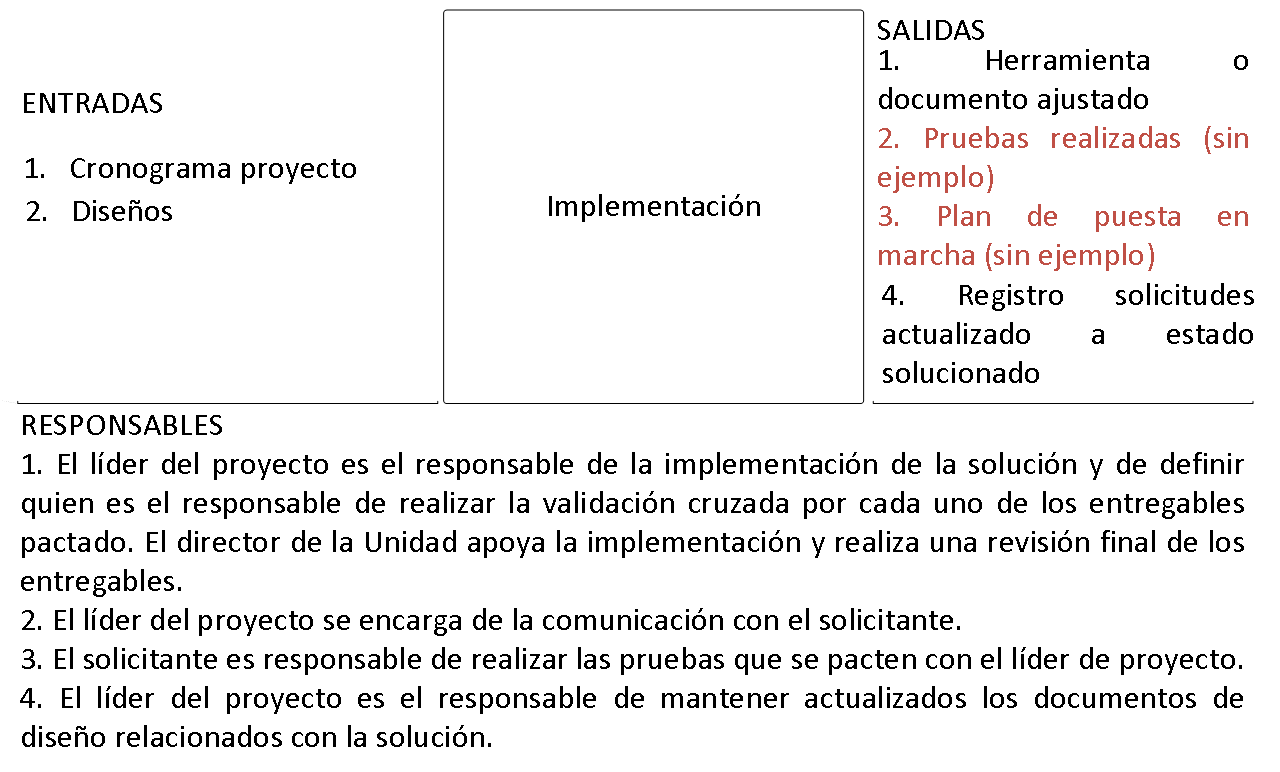 ENTRADAS
1. Cronograma proyecto
2. Diseños
Implementación
SALIDAS
1. Herramienta o
documento ajustado
2. Pruebas realizadas (sin
ejemplo)
3. Plan de puesta en
marcha (sin ejemplo)
4. Registro solicitudes
actualizado a estado
solucionado
RESPONSABLES
1. El líder del proyecto es el responsable de la implementación de la solución y de definir
quien es el responsable de realizar la validación cruzada por cada uno de los entregables
pactado. El director de la Unidad apoya la implementación y realiza una revisión final de los
entregables.
2. El líder del proyecto se encarga de la comunicación con el solicitante.
3. El solicitante es responsable de realizar las pruebas que se pacten con el líder de proyecto.
4. El líder del proyecto es el responsable de mantener actualizados los documentos de
diseño relacionados con la solución.